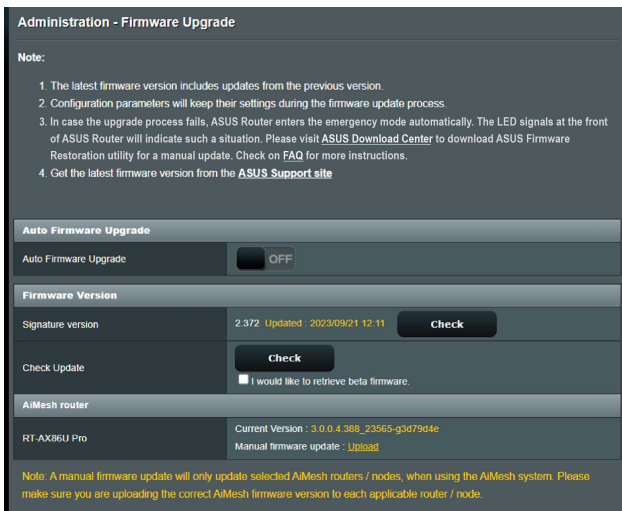 Administration - Firmware Upgrade
Note:
1. The latest firmware version includes updates from the previous version.
2. Configuration parameters will keep their settings during the firmware update process.
3. In case the upgrade process fails, ASUS Router enters the emergency mode automatically. The LED signals at the front
of ASUS Router will indicate such a situation. Please visit ASUS Download Center to download ASUS Firmware
Restoration utility for a manual update. Check on FAQ for more instructions.
4. Get the latest firmware version from the ASUS Support site
Auto Firmware Upgrade
Auto Firmware Upgrade OFF
Firmware Version
Signature version 2.372 Updated : 2023/09/21 12:11 Check
Check Update Check
I would like to retrieve beta firmware.
AiMesh router
RT-AX86U Pro Current Version : 3.0.0.4.388_23565-g3d79d4e
Manual firmware update : Upload
Note: A manual firmware update will only update selected AiMesh routers / nodes, when using the AiMesh system. Please
make sure you are uploading the correct AiMesh firmware version to each applicable router / node.